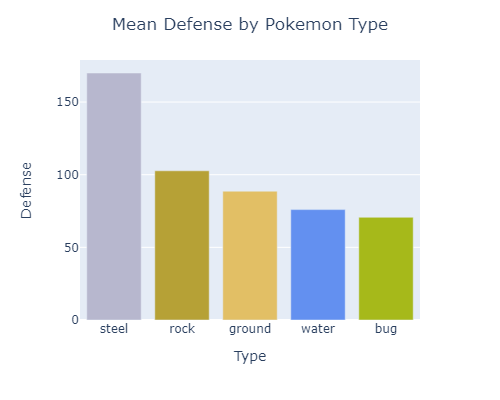 Mean Defense by Pokemon Type
Defense
150
100
50
0
steel rock ground water bug
Type